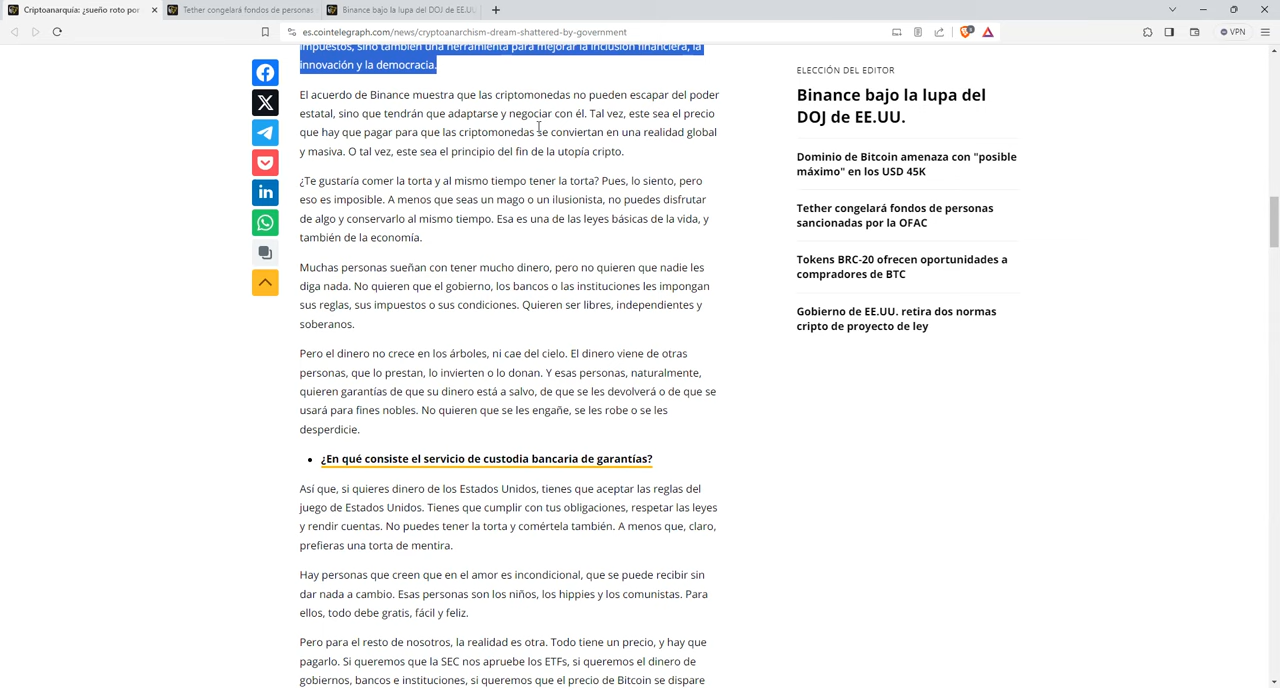 Criptoanarquía: ¿sueño roto por
Tether congelará fondos de personas
Binance bajo la lupa del DOJ de EE.UU
es.cointelegraph.com/news/cryptoanarchism-dream-shattered-by-government
VPN
impuestos, sino también una herramienta para mejorar la inclusión financiera, la
innovación y la democracia.
El acuerdo de Binance muestra que las criptomonedas no pueden escapar del poder
estatal, sino que tendrán que adaptarse y negociar con él. Tal vez, este sea el precio
que hay que pagar para que las criptomonedas se conviertan en una realidad global
y masiva. O tal vez, este sea el principio del fin de la utopía cripto.
¿Te gustaría comer la torta y al mismo tiempo tener la torta? Pues, lo siento, pero
eso es imposible. A menos que seas un mago o un ilusionista, no puedes disfrutar
de algo y conservarlo al mismo tiempo. Esa es una de las leyes básicas de la vida, y
también de la economía.
Muchas personas sueñan con tener mucho dinero, pero no quieren que nadie les
diga nada. No quieren que el gobierno, los bancos o las instituciones les impongan
sus reglas, sus impuestos o sus condiciones. Quieren ser libres, independientes y
soberanos.
Pero el dinero no crece en los árboles, ni cae del cielo. El dinero viene de otras
personas, que lo prestan, lo invierten o lo donan. Y esas personas, naturalmente,
quieren garantías de que su dinero está a salvo, de que se les devolverá o de que se
usará para fines nobles. No quieren que se les engañe, se les robe o se les
desperdicie.
¿En qué consiste el servicio de custodia bancaria de garantías?
Así que, si quieres dinero de los Estados Unidos, tienes que aceptar las reglas del
juego de Estados Unidos. Tienes que cumplir con tus obligaciones, respetar las leyes
y rendir cuentas. No puedes tener la torta y comértela también. A menos que, claro,
prefieras una torta de mentira.
Hay personas que creen que en el amor es incondicional, que se puede recibir sin
dar nada a cambio. Esas personas son los niños, los hippies y los comunistas. Para
ellos, todo debe gratis, fácil y feliz.
Pero para el resto de nosotros, la realidad es otra. Todo tiene un precio, y hay que
pagarlo. Si queremos que la SEC nos apruebe los ETFs, si queremos el dinero de
gobiernos, bancos e instituciones, si queremos que el precio de Bitcoin se dispare
ELECCIÓN DEL EDITOR
Binance bajo la lupa del
DOJ de EE.UU.
Dominio de Bitcoin amenaza con "posible
máximo" en los USD 45K
Tether congelará fondos de personas
sancionadas por la OFAC
Tokens BRC-20 ofrecen oportunidades a
compradores de BTC
Gobierno de EE.UU. retira dos normas
cripto de proyecto de ley